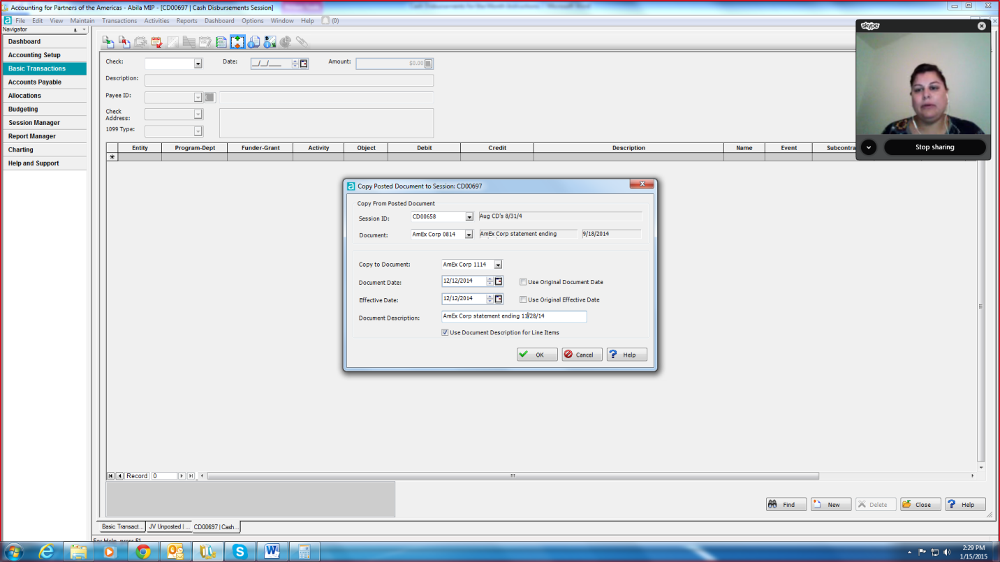 Accounting for Partners of the Americas - Abila MIP - [CD00697 | Cash Disbursements Session]
File Edit View Maintain Transactions Activities Reports Dashboard Options Window Help (0)
Navigator
Dashboard
Accounting Setup
Basic Transactions
Accounts Payable
Allocations
Budgeting
Session Manager
Report Manager
Charting
Help and Support
Check: Date: __/__/____ Amount: $0.00
Description:
Payee ID:
Check Address:
1099 Type:
Entity Program-Dept Funder-Grant Activity Object Debit Credit Description Name Event Subcontra
skype
Stop sharing
Copy Posted Document to Session: CD00697
Copy From Posted Document
Session ID: CD00658 Aug CD's 8/31/4
Document: AmEx Corp 0814 AmEx Corp statement ending 9/18/2014
Copy to Document: AmEx Corp 1114
Document Date: 12/12/2014 Use Original Document Date
Effective Date: 12/12/2014 Use Original Effective Date
Document Description: AmEx Corp statement ending 11/28/14
Use Document Description for Line Items
OK Cancel Help
Record 0
Find New Delete Close Help
Basic Transact... JV Unposted | ... CD00697 | Cash...
For Help, press F1
2:29 PM
1/15/2015